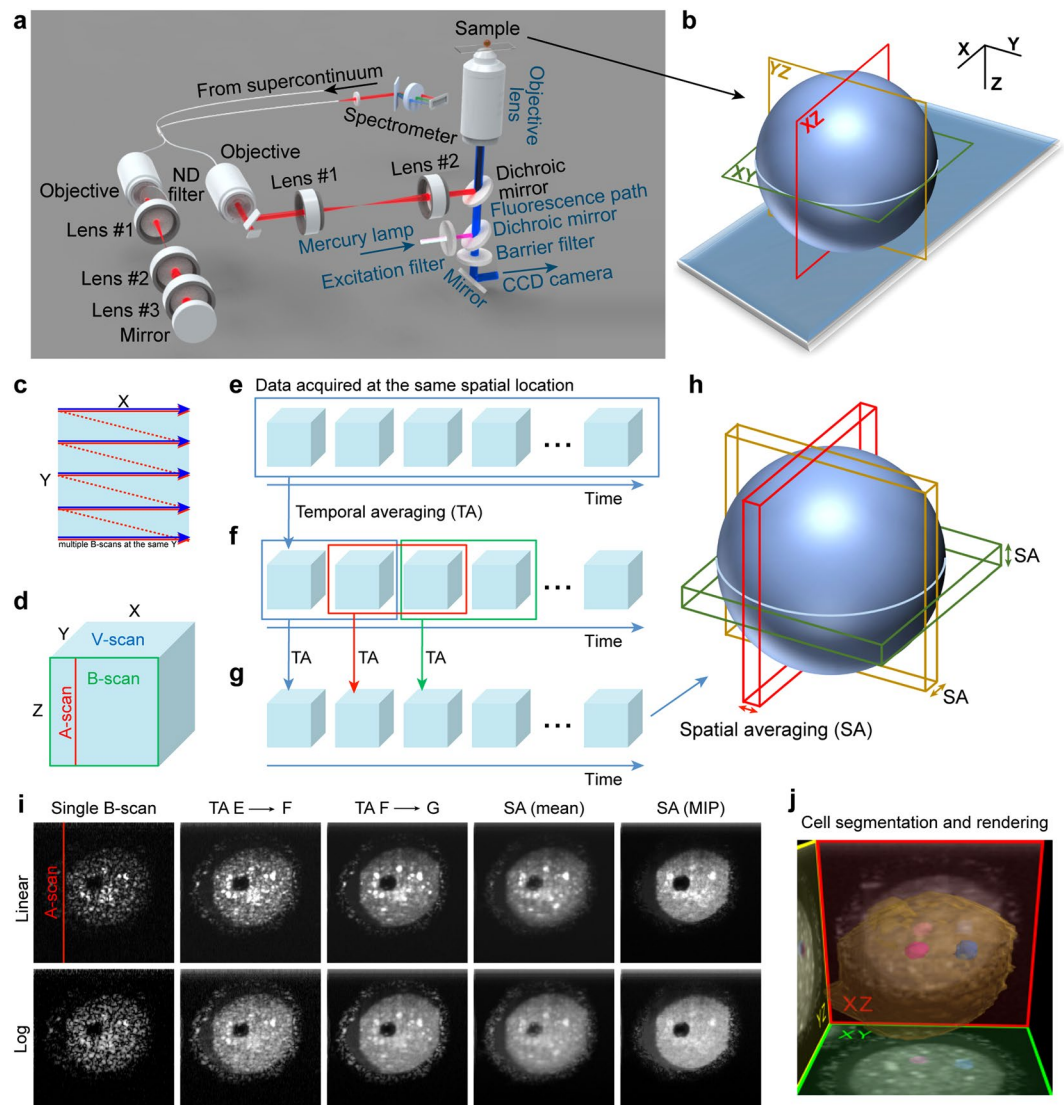 a
Sample
From supercontinuum
Spectrometer
Objective
lens
Objective
ND
filter
Objective
Lens #1
Lens #1
Lens #2
Dichroic
mirror
Fluorescence path
Dichroic mirror
Mercury lamp
Barrier filter
Excitation filter
Mirror
CCD camera
Lens #2
Lens #3
Mirror
b
X
Y
Z
YZ
XZ
XY
c
X
Y
multiple B-scans at the same Y
d
X
Y
V-scan
B-scan
A-scan
Z
e
Data acquired at the same spatial location
...
Time
Temporal averaging (TA)
f
...
Time
TA
TA
TA
g
...
Time
h
SA
SA
Spatial averaging (SA)
i
Single B-scan
TA E → F
TA F → G
SA (mean)
SA (MIP)
Linear
A-scan
Log
j
Cell segmentation and rendering
YZ
XZ
XY